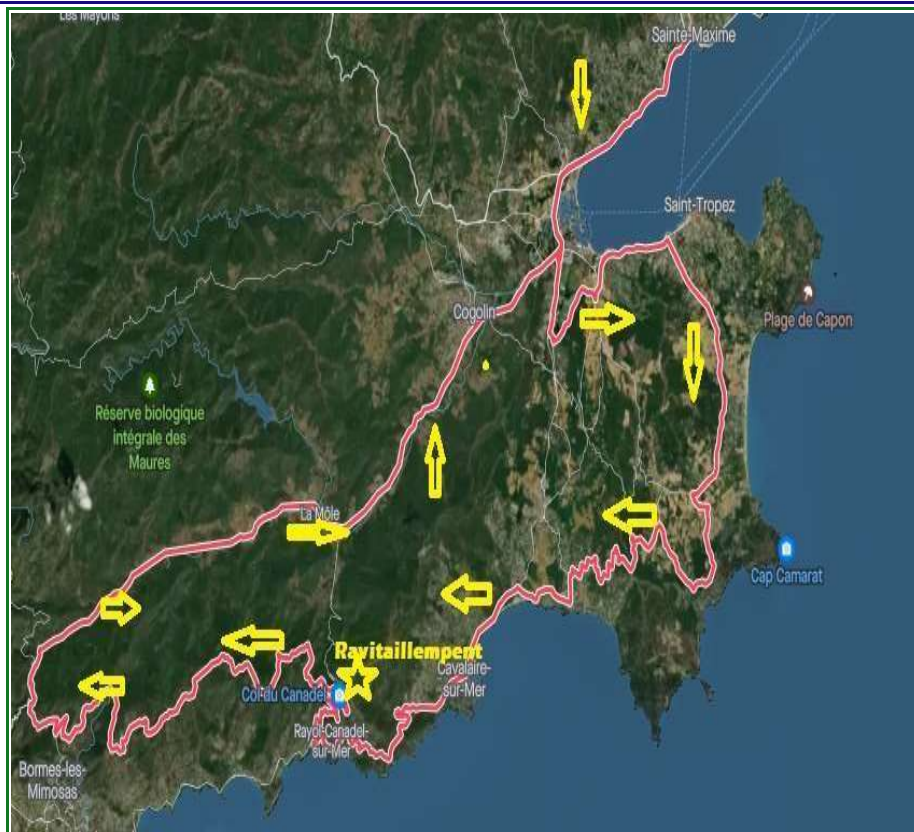 Les Mayons
Sainte-Maxime
Saint-Tropez
Cogolin
Plage de Capon
Réserve biologique
intégrale des
Maures
La Môle
Cap Camarat
Ravitaillempent
Cavalaire-
sur-Mer
Col du Canadel
Rayol-Canadel-
sur-Mer
Bormes-les-
Mimosas